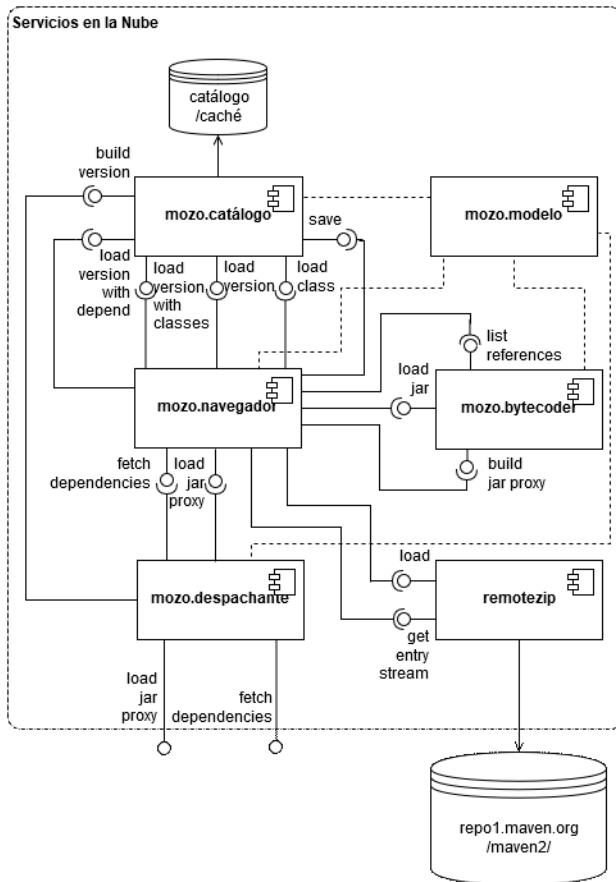 Servicios en la Nube
catálogo
/caché
build
version
mozo.catálogo
save
mozo.modelo
load
version
with
depend
load
version
with
classes
load
version
load
class
list
references
mozo.navegador
load
jar
mozo.bytecoder
fetch
dependencies
load
jar
proxy
build
jar proxy
mozo.despachante
load
remotezip
get
entry
stream
load
jar
proxy
fetch
dependencies
repo1.maven.org
/maven2/